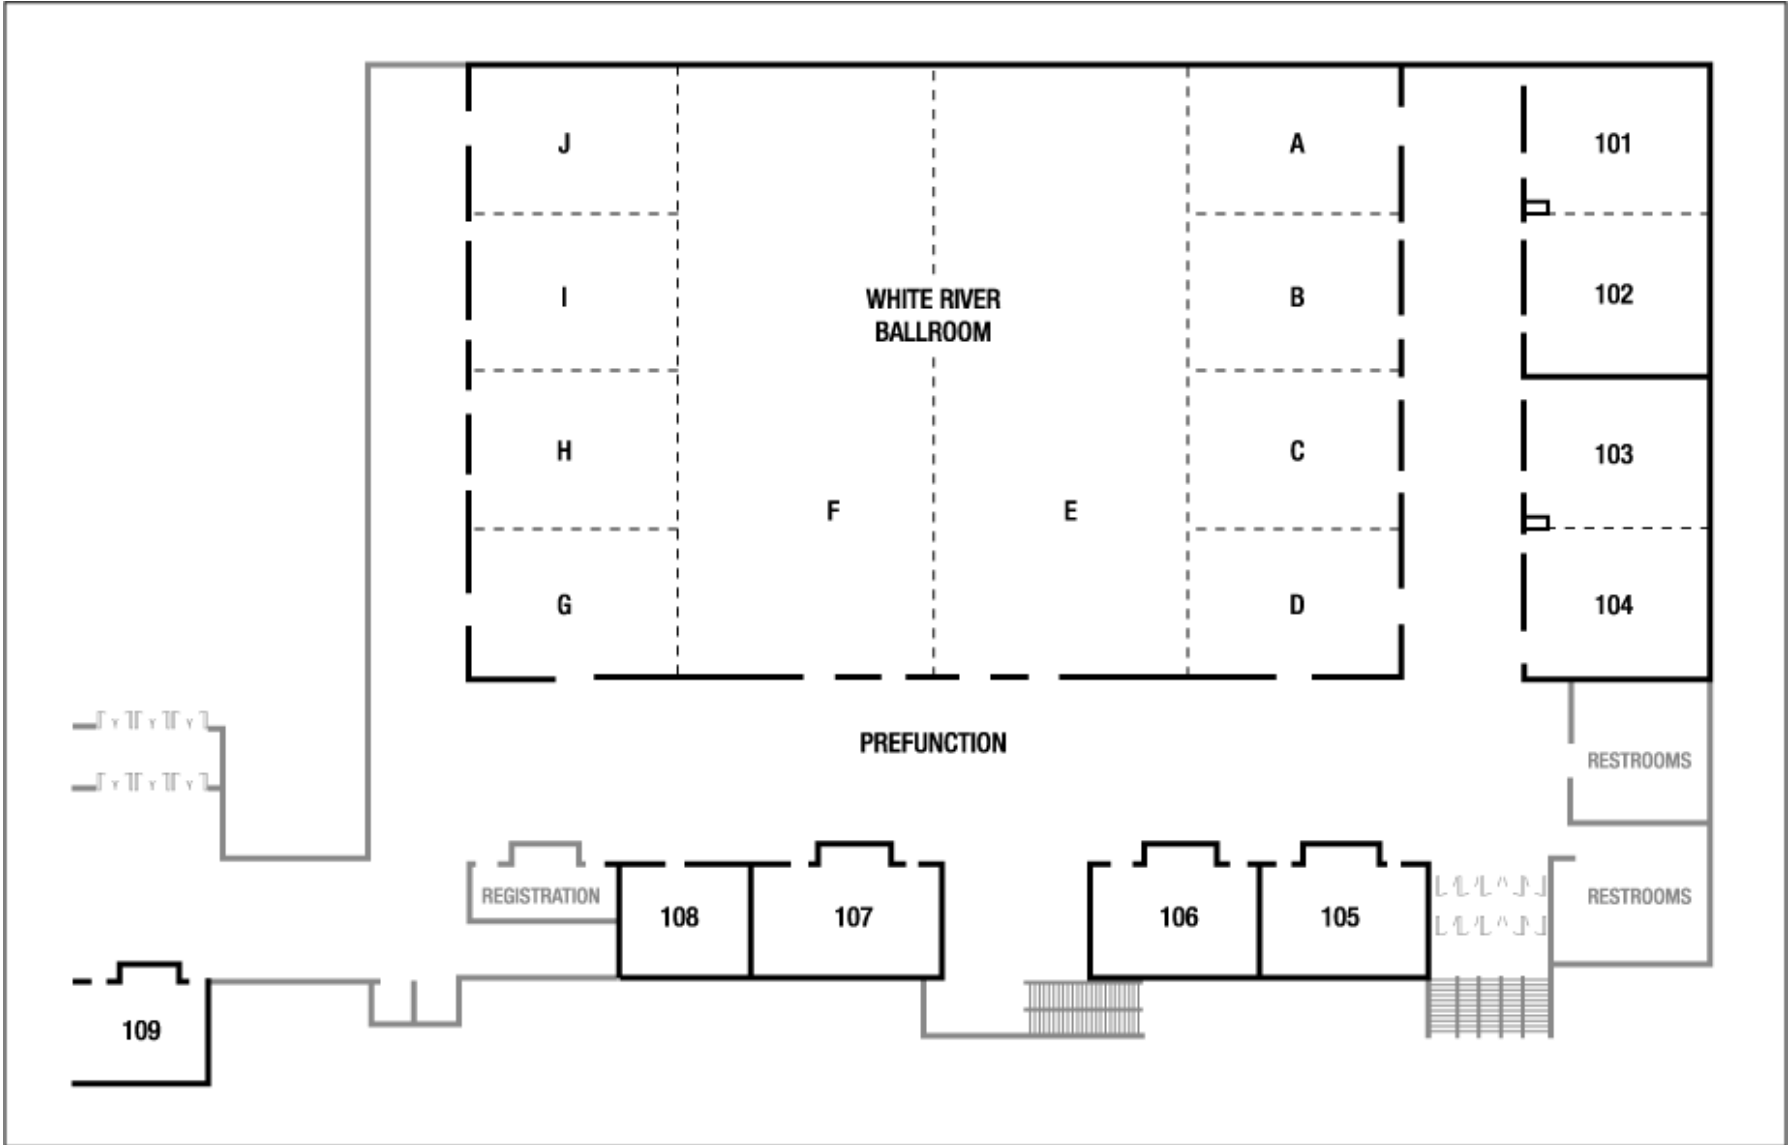 J
A
101
I
WHITE RIVER
BALLROOM
B
102
H
C
103
F
E
G
D
104
PREFUNCTION
RESTROOMS
REGISTRATION
108
107
106
105
RESTROOMS
109